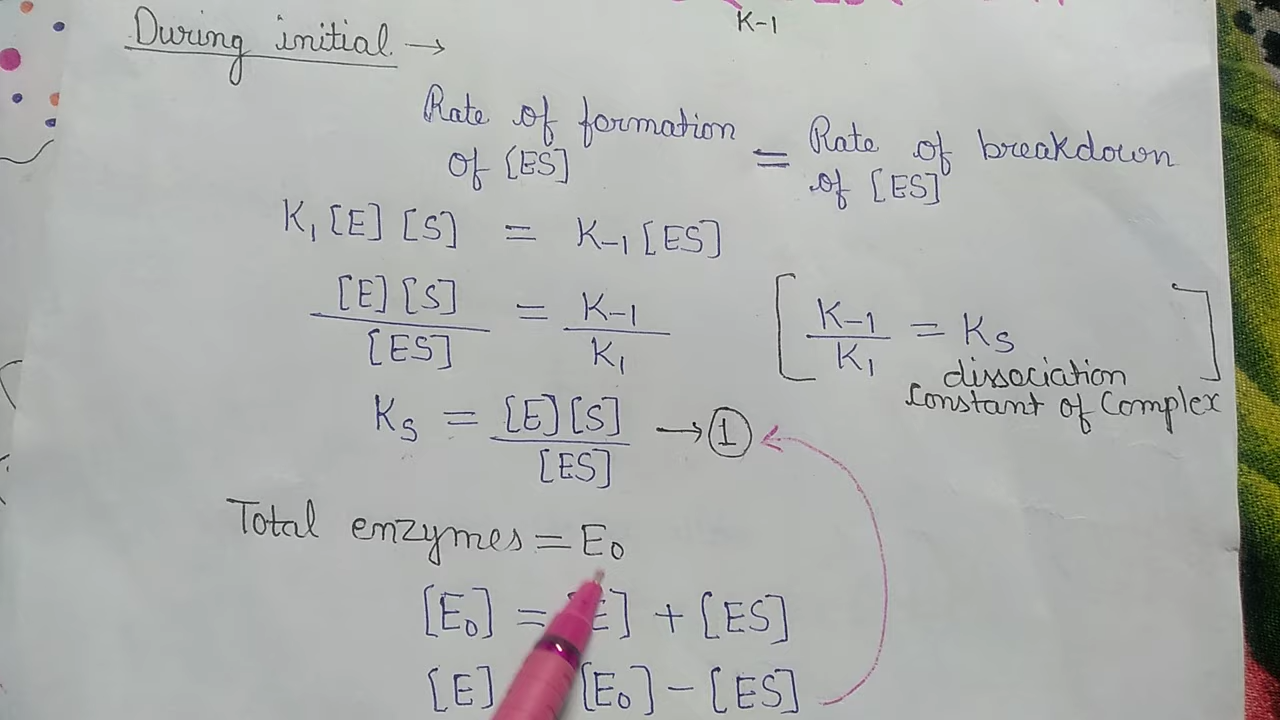 K-1
During initial →
Rate of formation of [ES] = Rate of breakdown of [ES]
K₁[E][S] = K-1[ES]
[E][S] / [ES] = K-1 / K₁ [K-1 / K₁ = Ks
dissociation
Constant of Complex]
Ks = [E][S] / [ES] → ①
Total enzymes = E₀
[E₀] = E] + [ES]
[E] [E₀] - [ES]